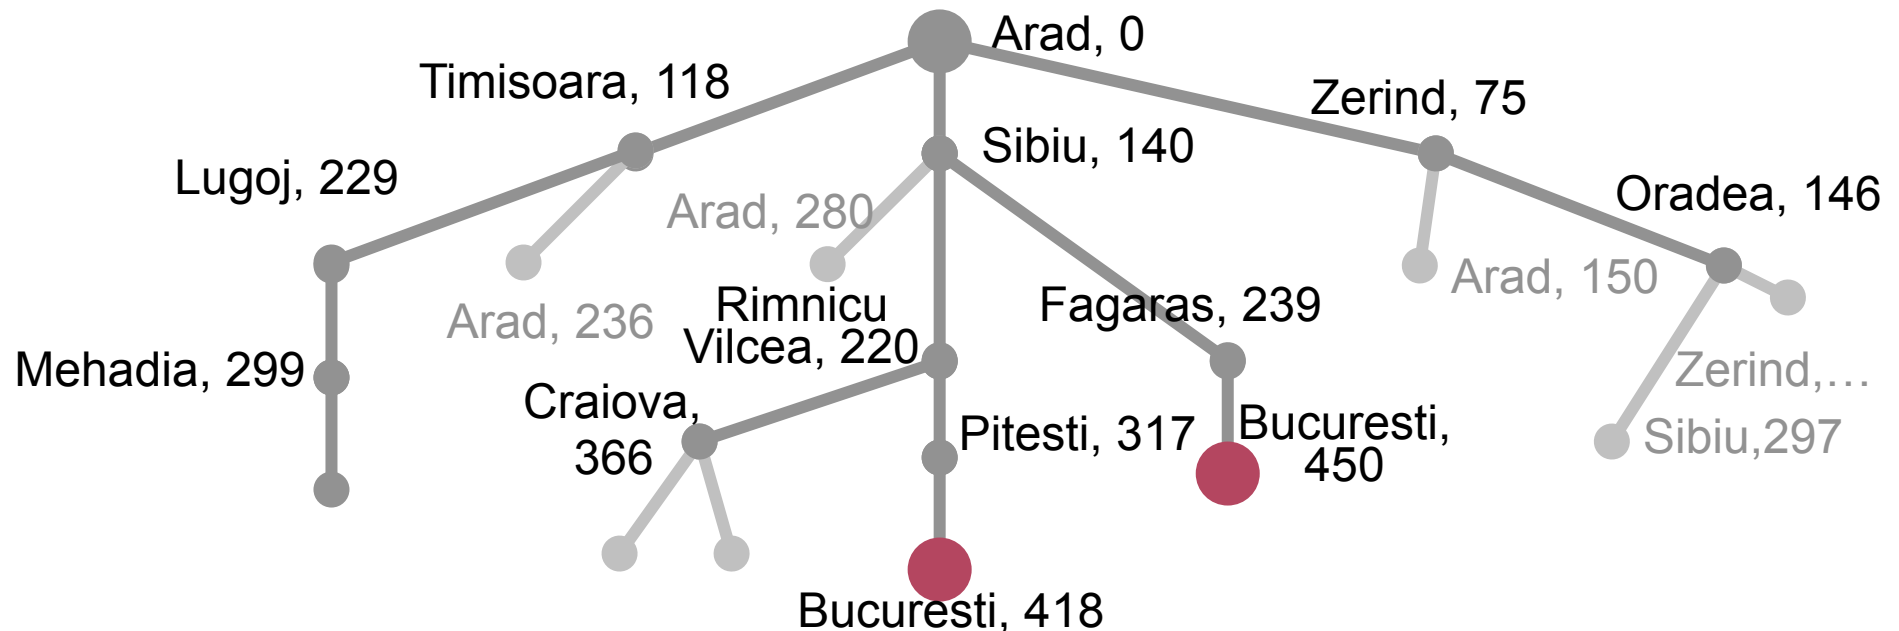 Arad, 0
Timisoara, 118
Zerind, 75
Sibiu, 140
Lugoj, 229
Oradea, 146
Arad, 280
Arad, 150
Rimnicu
Vilcea, 220
Fagaras, 239
Arad, 236
Mehadia, 299
Zerind,…
Craiova,
366
Pitesti, 317
Bucuresti,
450
Sibiu,297
Bucuresti, 418